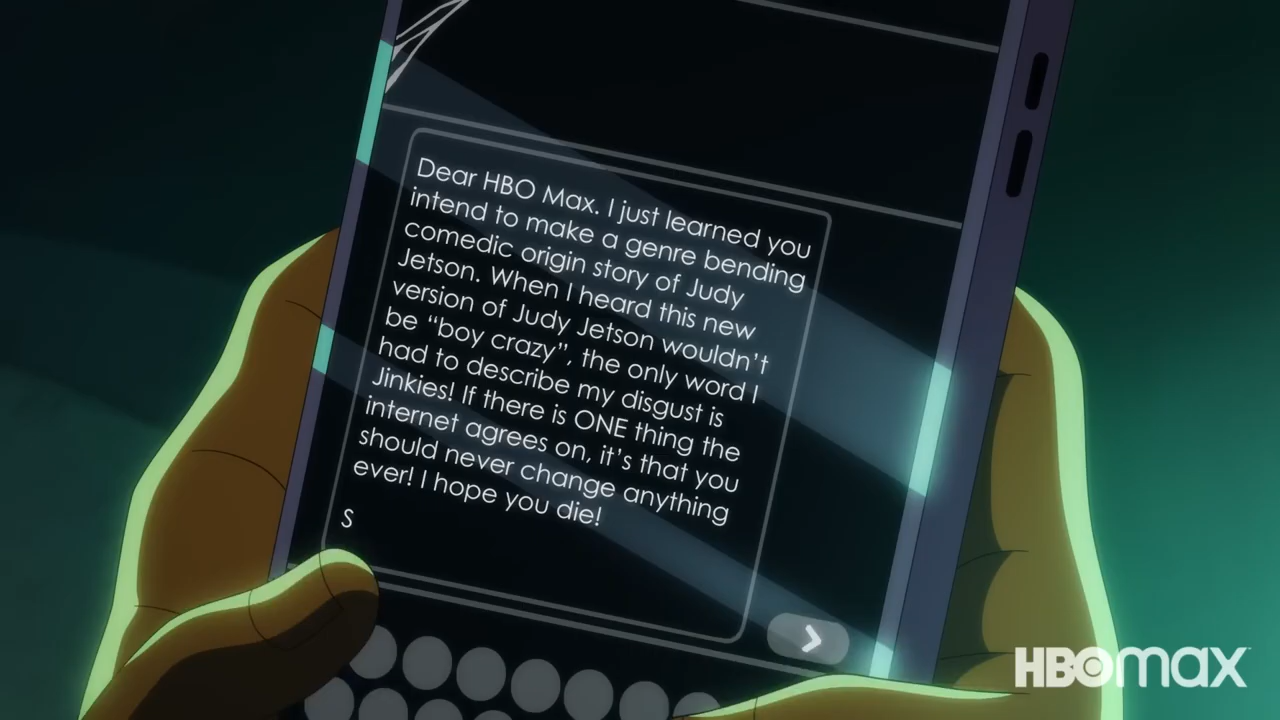 Dear HBO Max. I just learned you
intend to make a genre bending
comedic origin story of Judy
Jetson. When I heard this new
version of Judy Jetson wouldn't
be “boy crazy”, the only word I
had to describe my disgust is
Jinkies! If there is ONE thing the
internet agrees on, it's that you
should never change anything
ever! I hope you die!
S
HBOmax